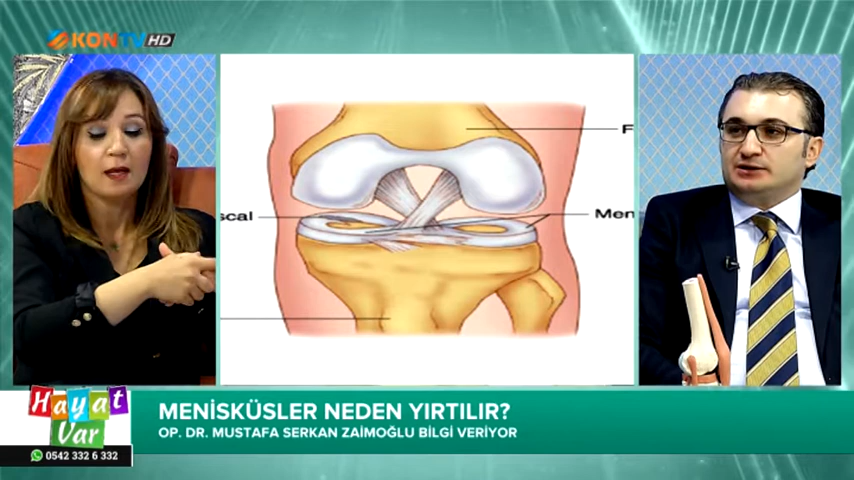 KONTV HD
F
scal
Men
Hayat
Var
0542 332 6 332
MENİSKÜSLER NEDEN YIRTILIR?
OP. DR. MUSTAFA SERKAN ZAİMOĞLU BİLGİ VERİYOR